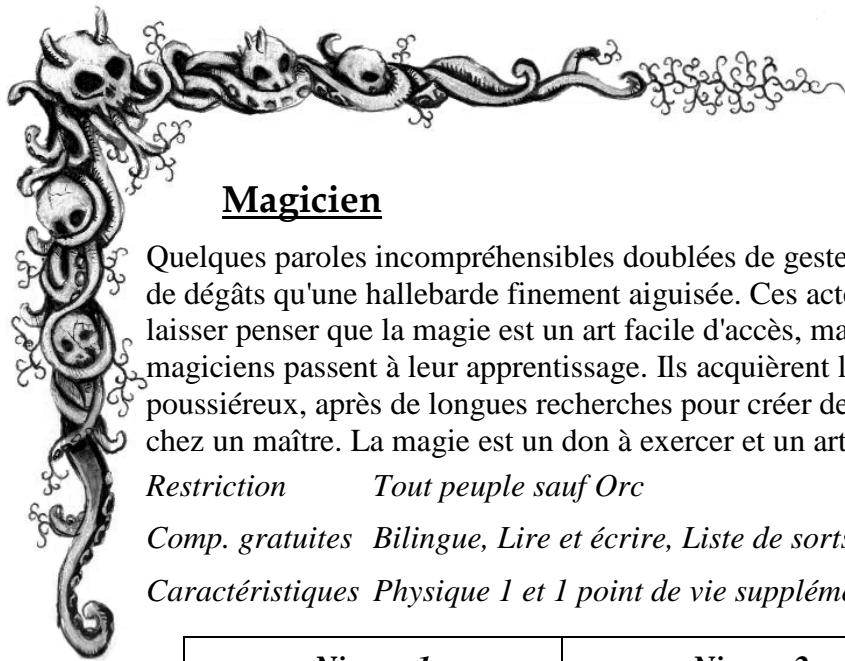 Magicien
Quelques paroles incompréhensibles doublées de geste
de dégâts qu'une hallebarde finement aiguisée. Ces acte
laisser penser que la magie est un art facile d'accès, ma
magiciens passent à leur apprentissage. Ils acquièrent l
poussiéreux, après de longues recherches pour créer de
chez un maître. La magie est un don à exercer et un art
Restriction Tout peuple sauf Orc
Comp. gratuites Bilingue, Lire et écrire, Liste de sorts
Caractéristiques Physique 1 et 1 point de vie supplémé